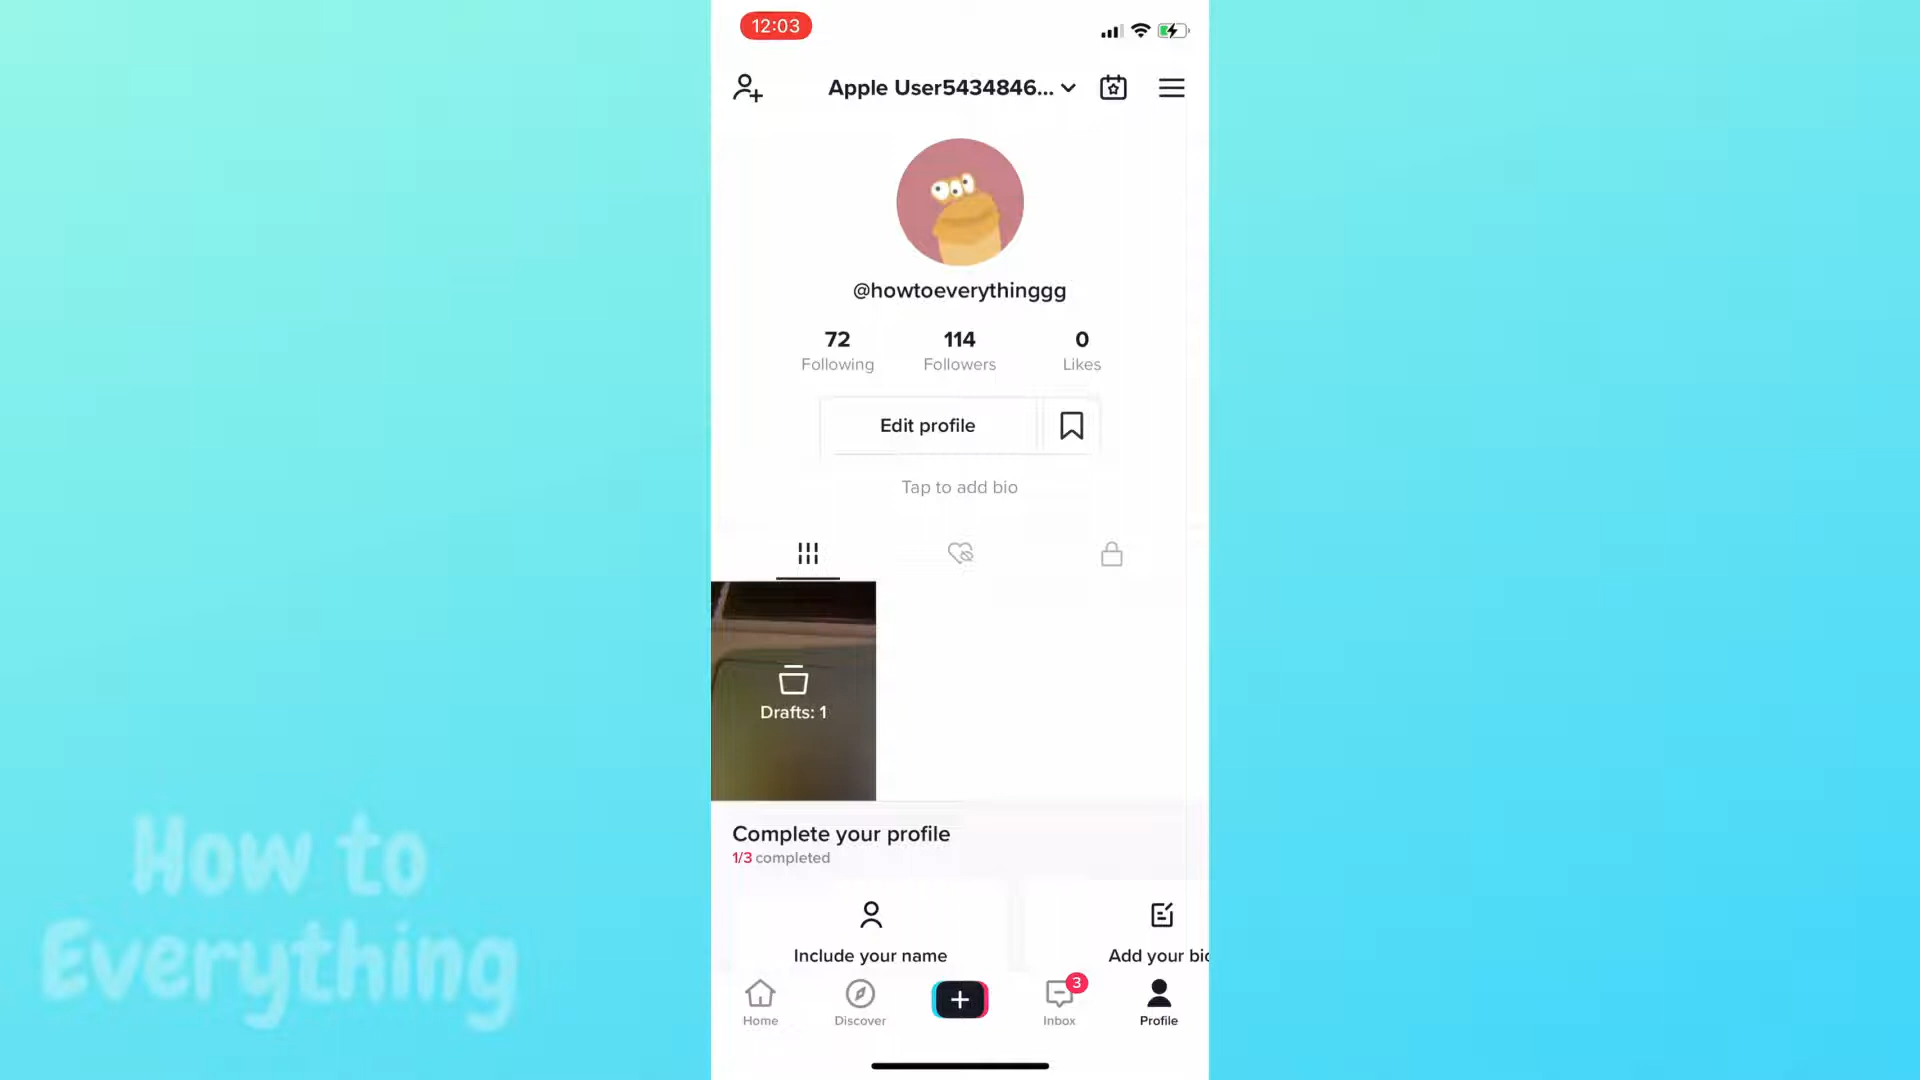 12:03
Apple User5434846...
@howtoeverythinggg
72 114 0
Following Followers Likes
Edit profile
Tap to add bio
Drafts: 1
Complete your profile
1/3 completed
Include your name
Add your bio
3
Home Discover Inbox Profile
How to
Everything